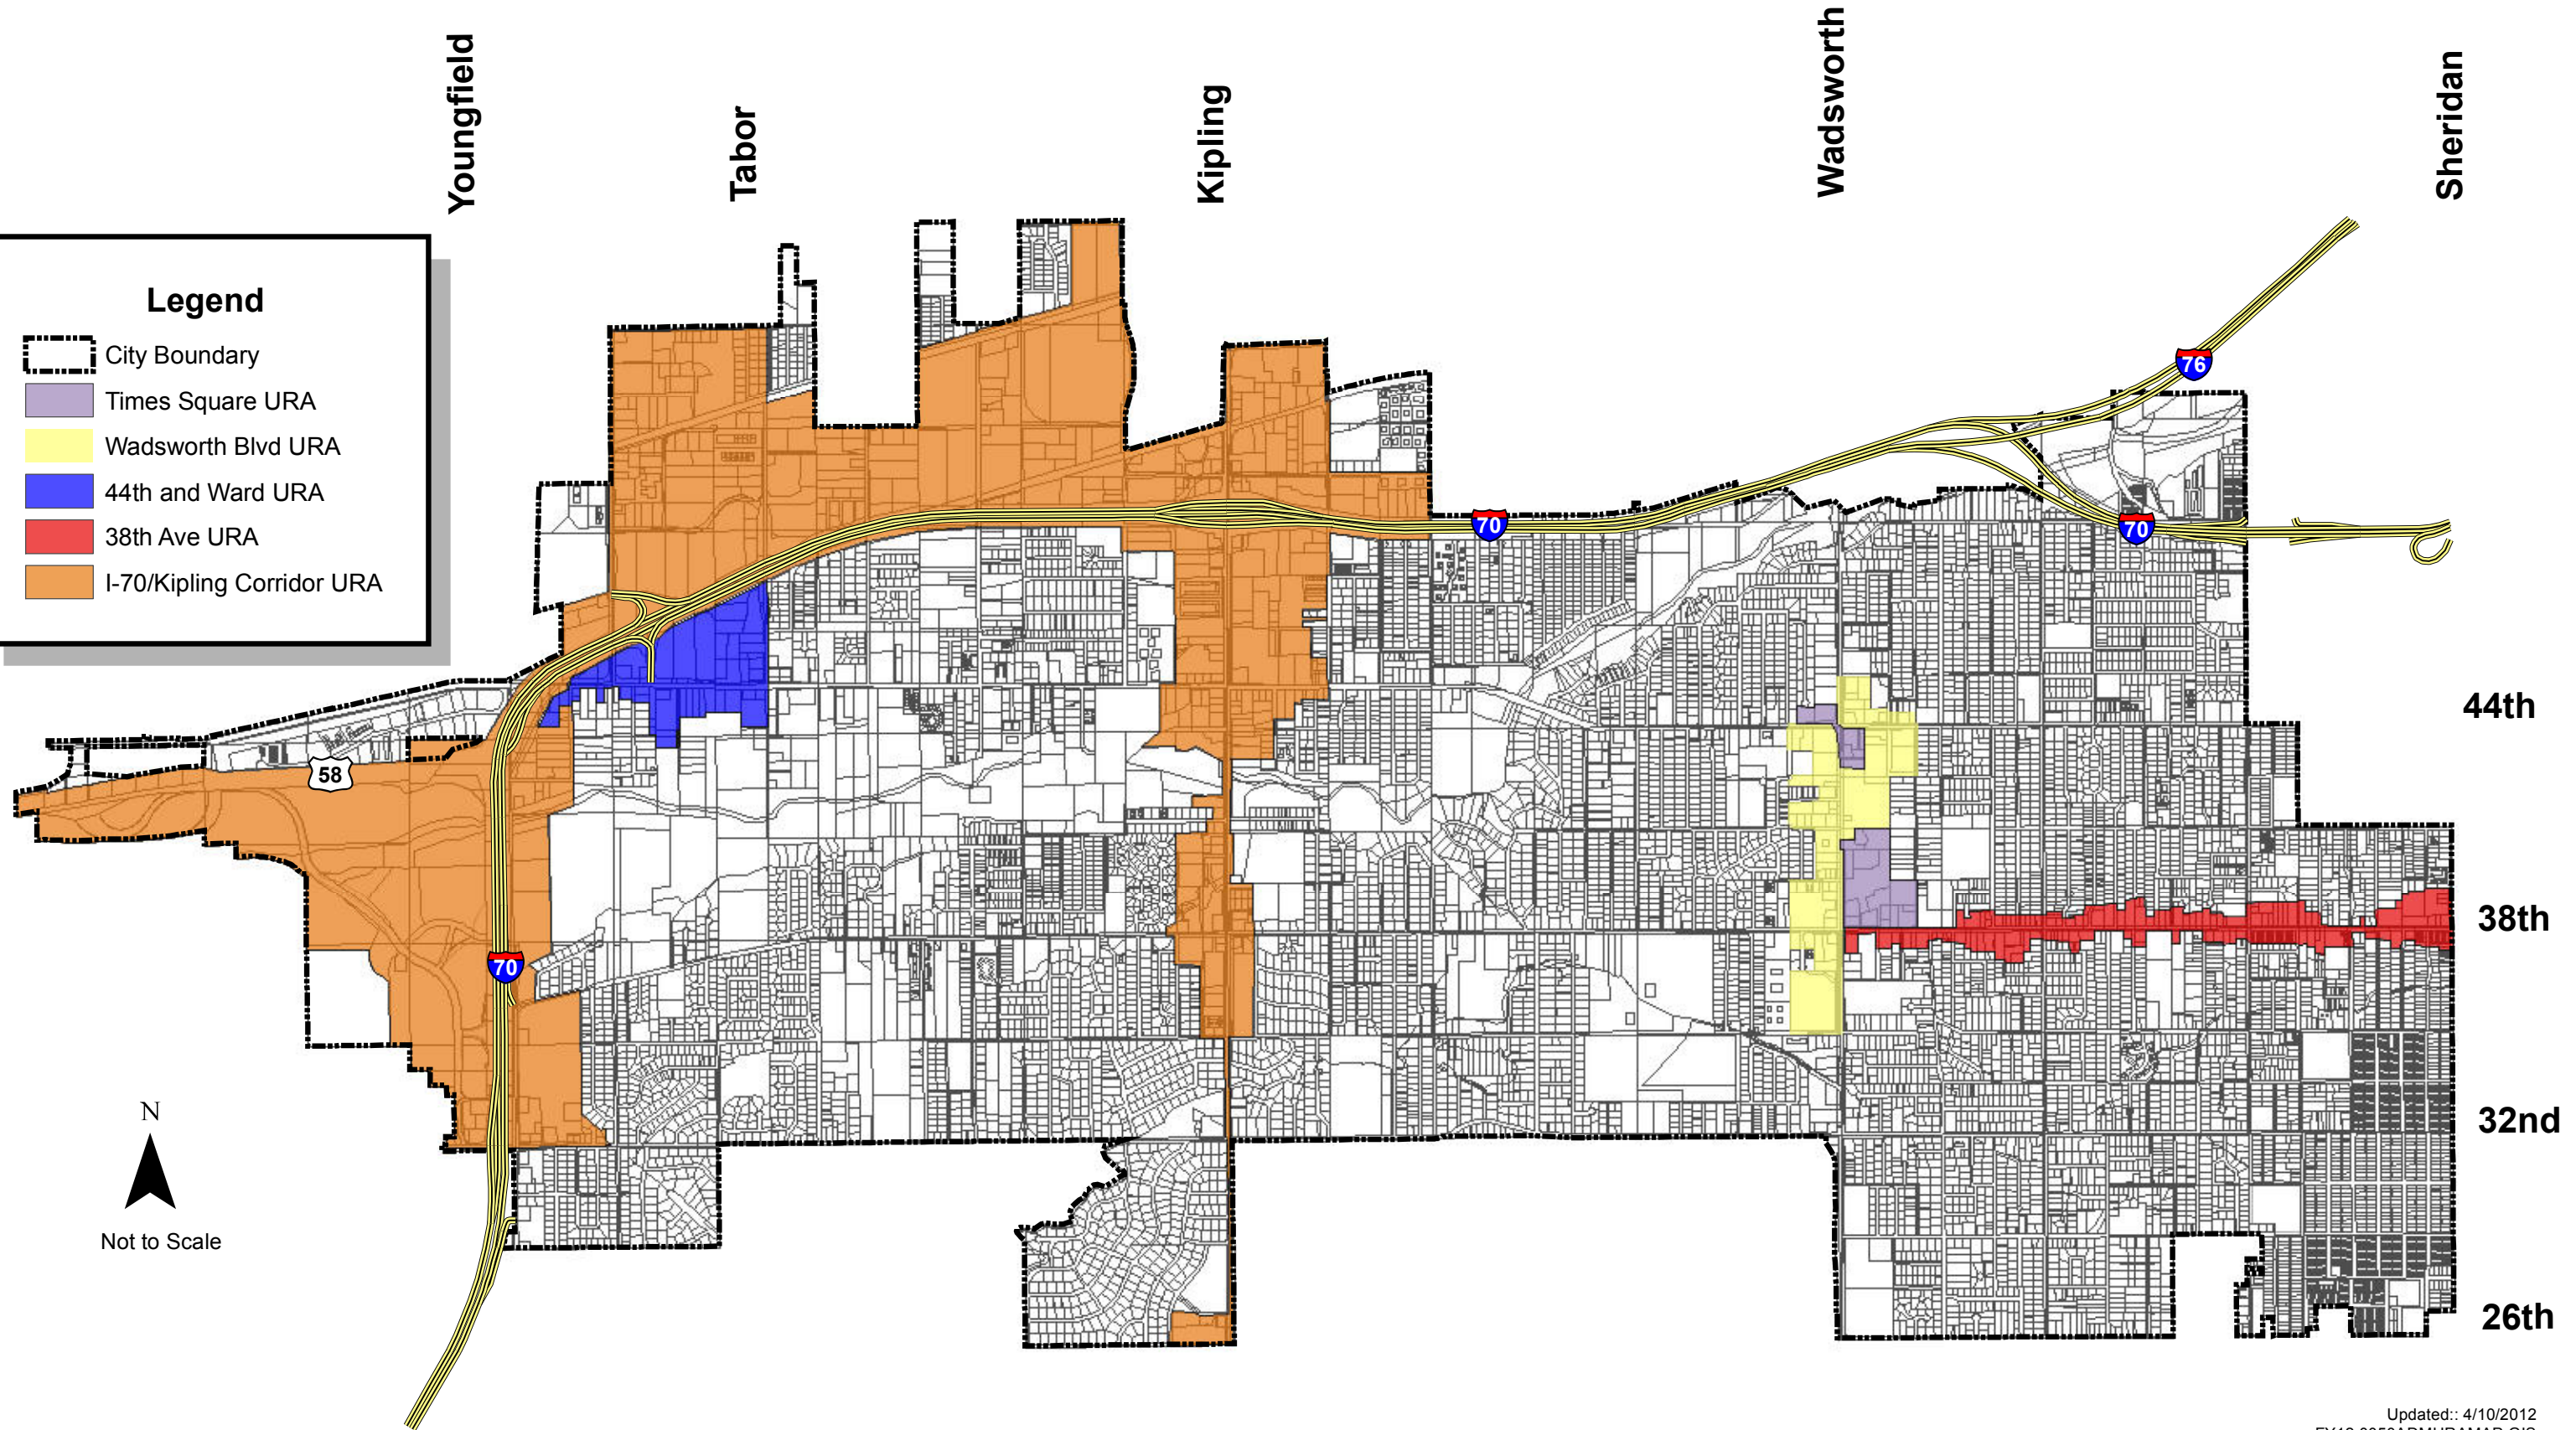 Youngfield
Tabor
Kipling
Wadsworth
Sheridan
Legend
City Boundary
Times Square URA
Wadsworth Blvd URA
44th and Ward URA
38th Ave URA
I-70/Kipling Corridor URA
76
70
70
58
70
44th
38th
32nd
26th
N
Not to Scale
Updated:: 4/10/2012